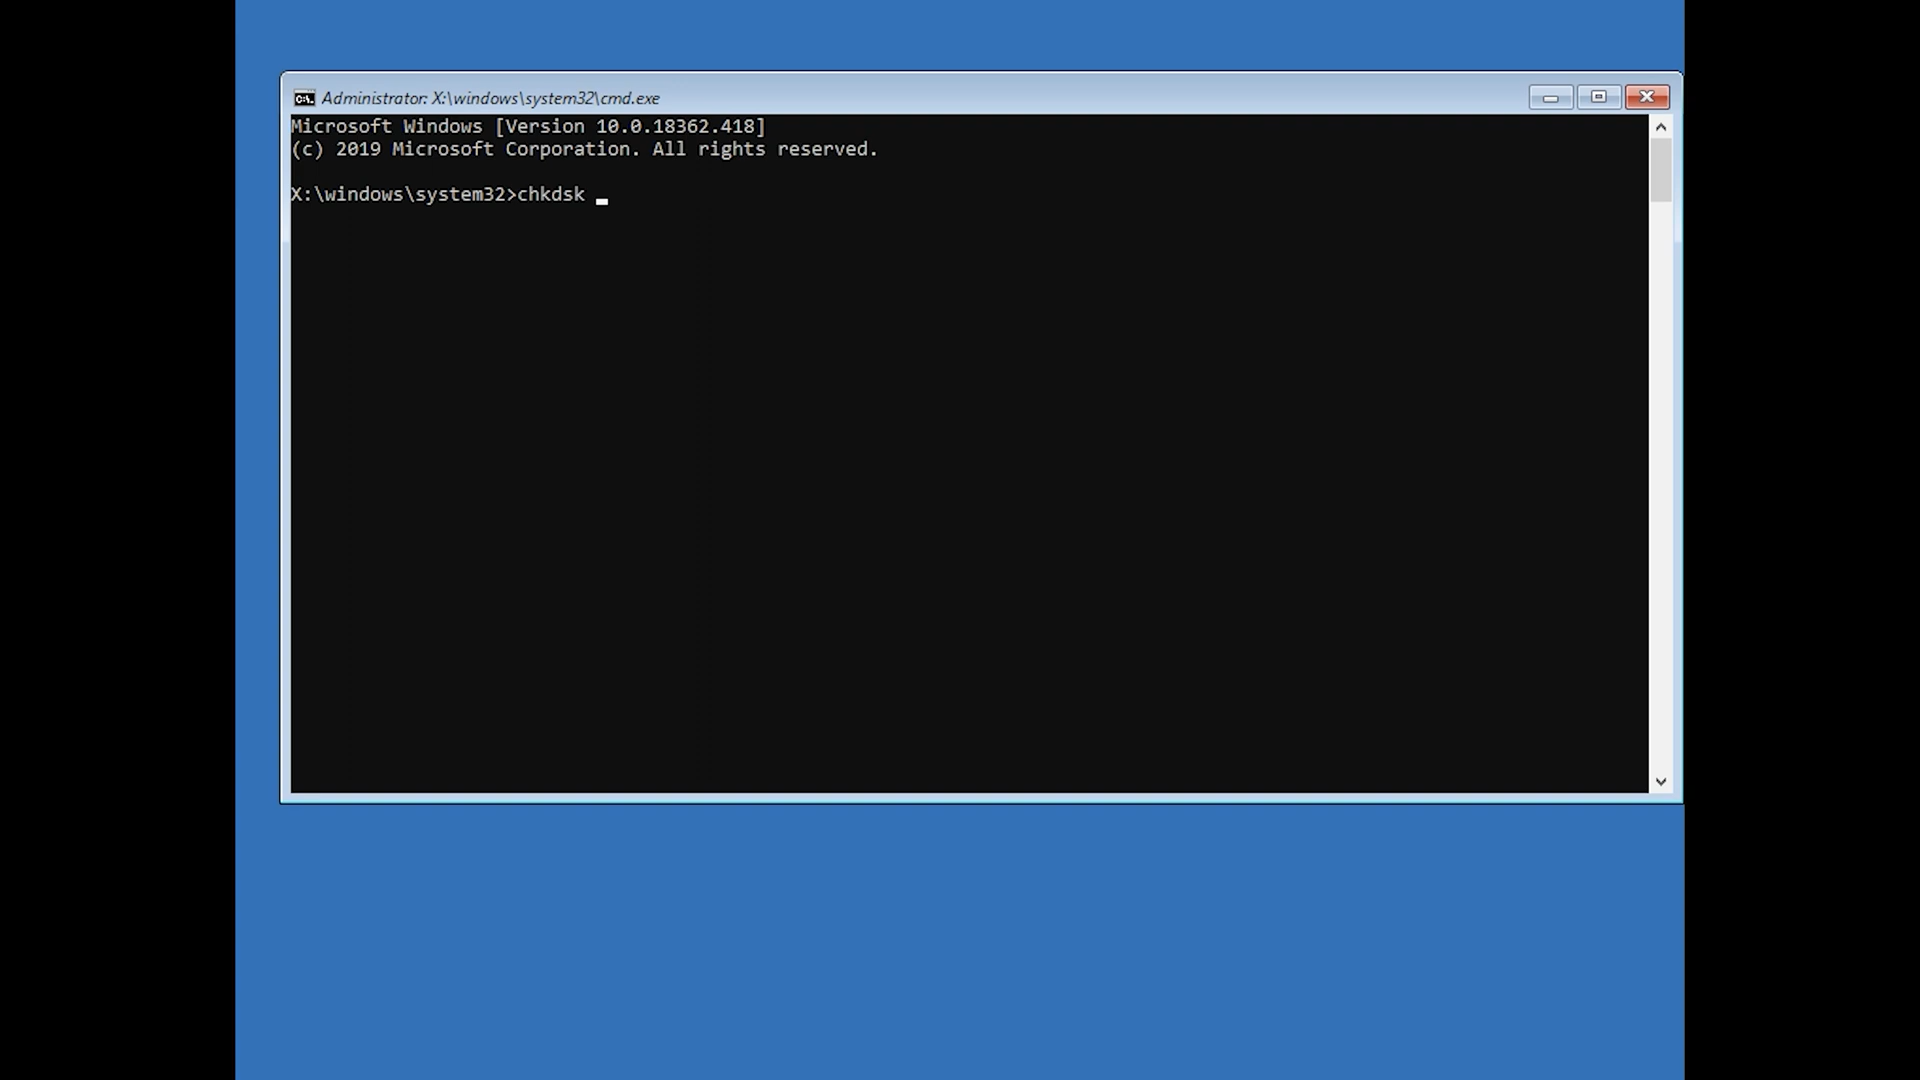 Administrator: X:\windows\system32\cmd.exe
Microsoft Windows [Version 10.0.18362.418]
(c) 2019 Microsoft Corporation. All rights reserved.
X:\windows\system32>chkdsk